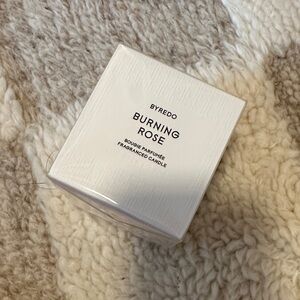 BYREDO
BURNING
ROSE
BOUGIE PARFUMÉE
FRAGRANCED CANDLE